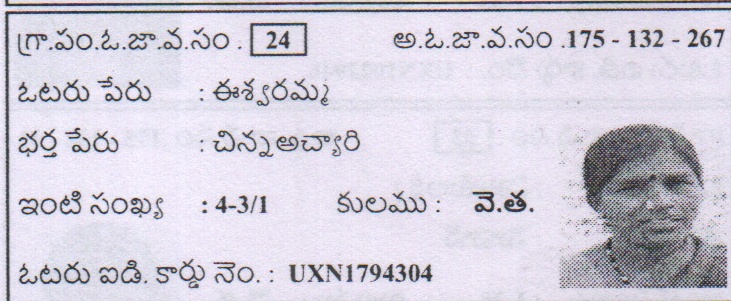 గ్రా.పం.ఓ.జా.వ.సం . 24 అ.ఓ.జా.వ.సం .175 - 132 - 267
ఓటరు పేరు : ఈశ్వరమ్మ
భర్త పేరు : చిన్నఅచ్చారి
ఇంటి సంఖ్య : 4-3/1 కులము : వె.త.
ఓటరు ఐడి. కార్డు నెం. : UXN1794304